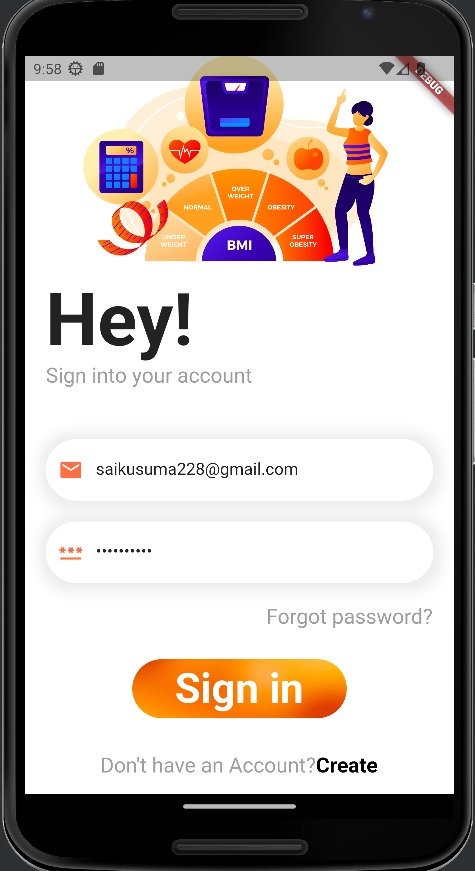 9:58
DEBUG
%
OVER
WEIGHT
NORMAL
OBESITY
UNDER
WEIGHT
BMI
SUPER
OBESITY
Hey!
Sign into your account
saikusuma228@gmail.com
••••••••••
Forgot password?
Sign in
Don't have an Account?Create